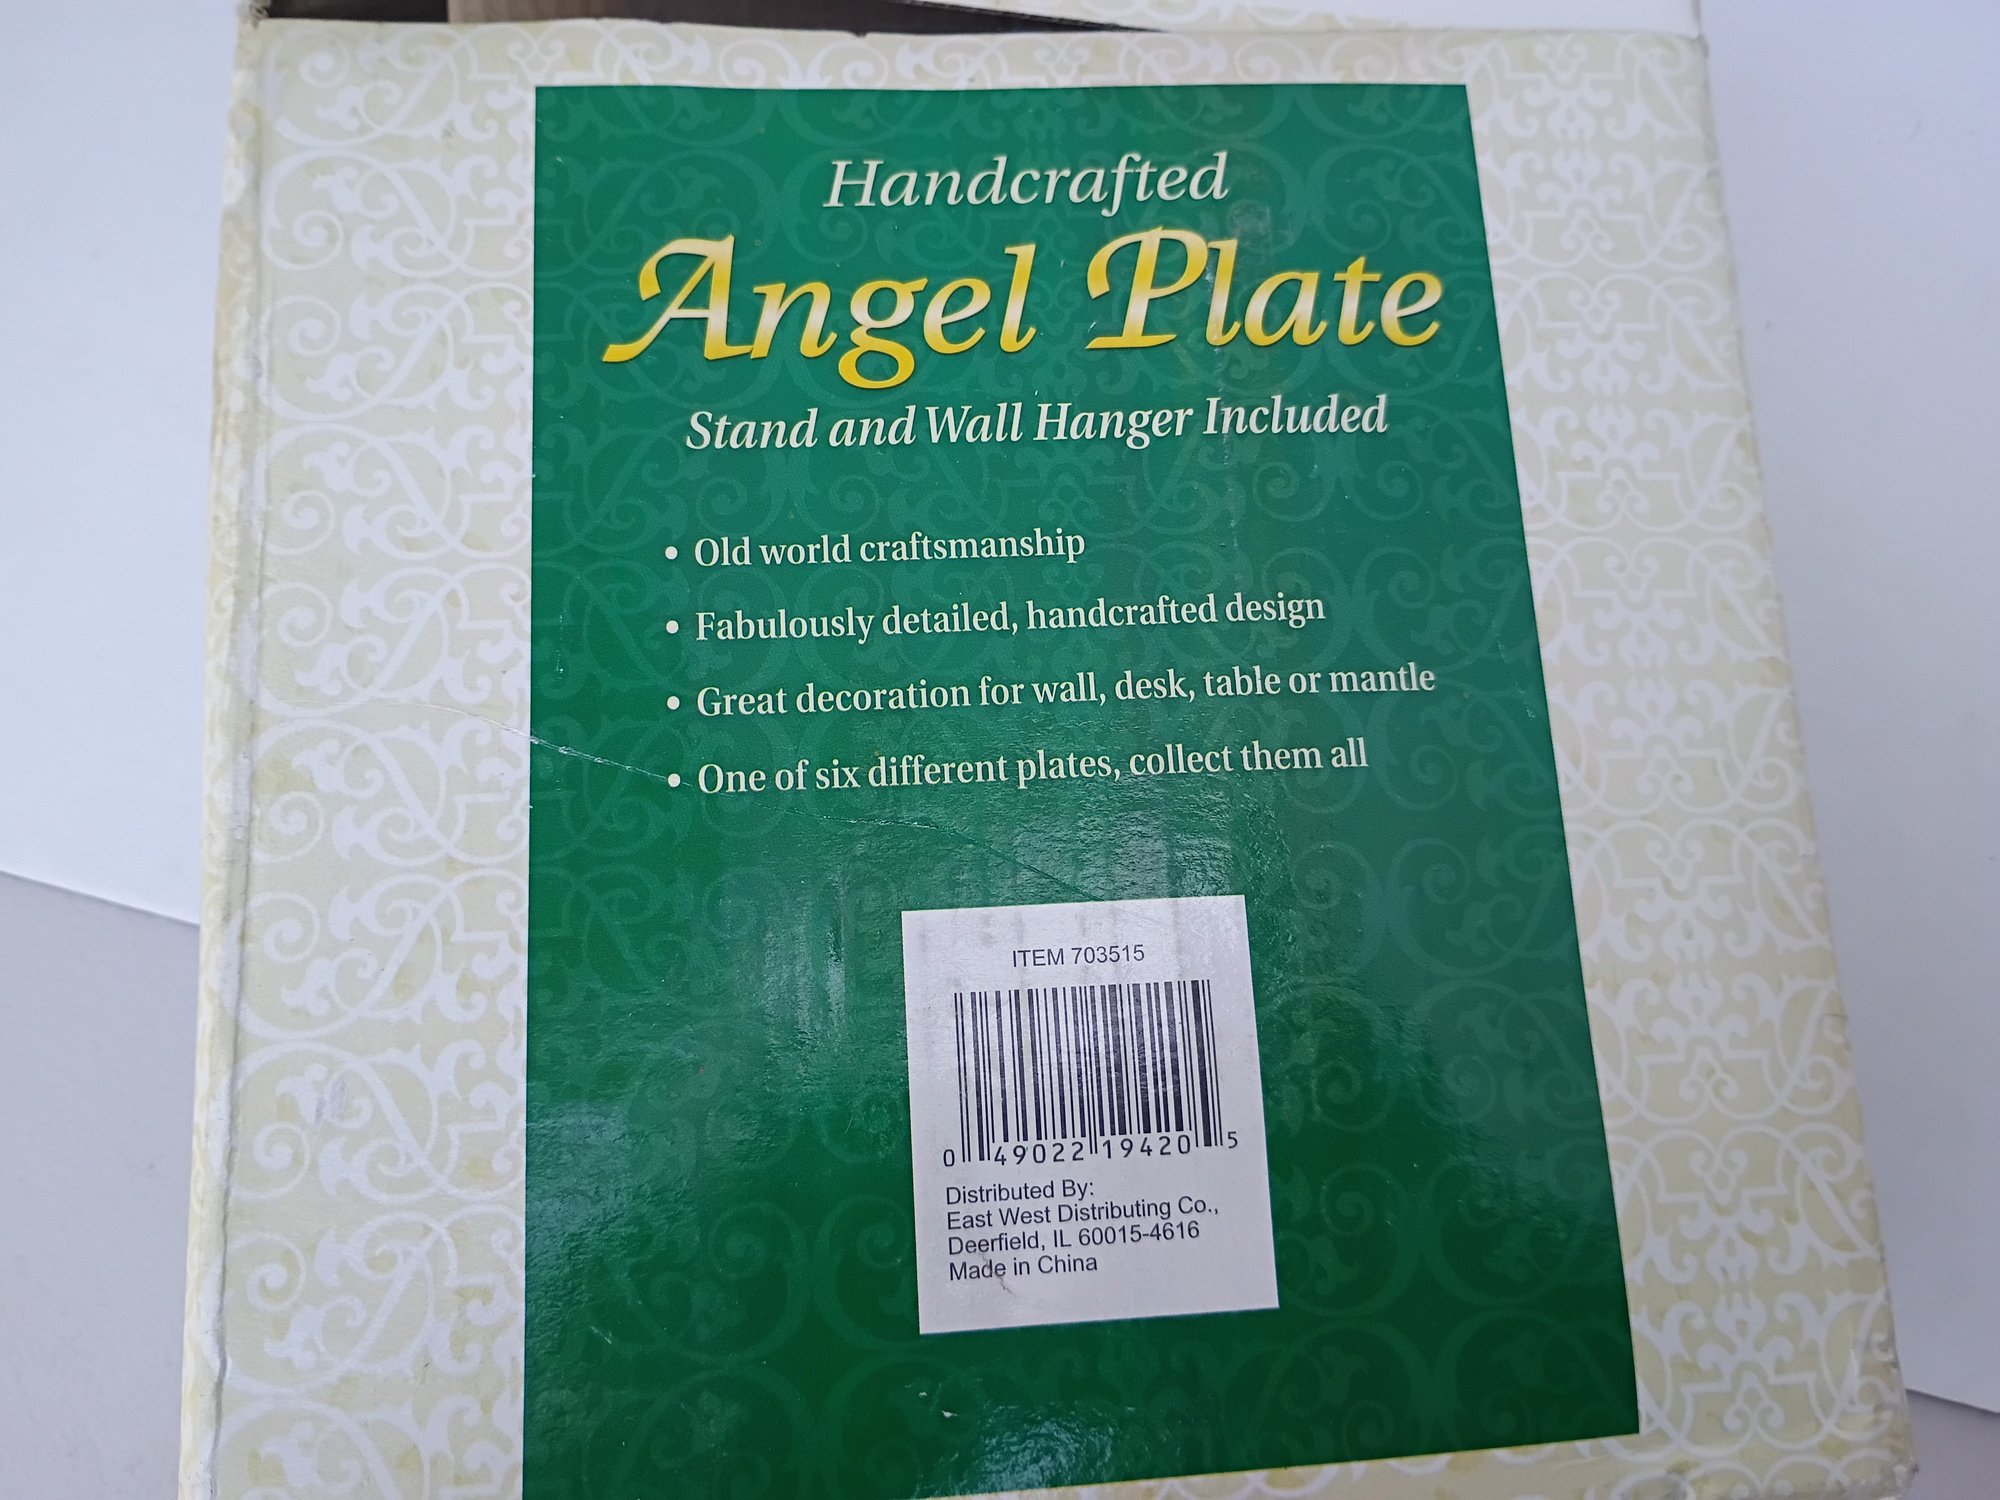 Handcrafted
Angel Plate
Stand and Wall Hanger Included
• Old world craftsmanship
• Fabulously detailed, handcrafted design
• Great decoration for wall, desk, table or mantle
• One of six different plates, collect them all
ITEM 703515
0 49022 19420 5
Distributed By:
East West Distributing Co.,
Deerfield, IL 60015-4616
Made in China